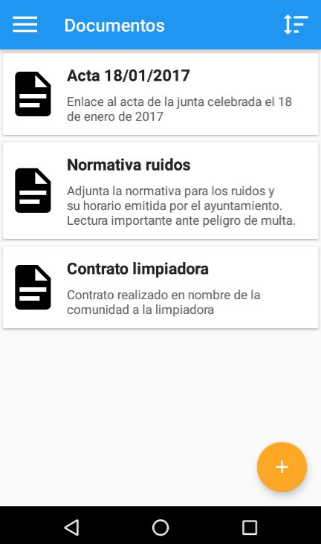 Documentos
Acta 18/01/2017
Enlace al acta de la junta celebrada el 18
de enero de 2017
Normativa ruidos
Adjunta la normativa para los ruidos y
su horario emitida por el ayuntamiento.
Lectura importante ante peligro de multa.
Contrato limpiadora
Contrato realizado en nombre de la
comunidad a la limpiadora